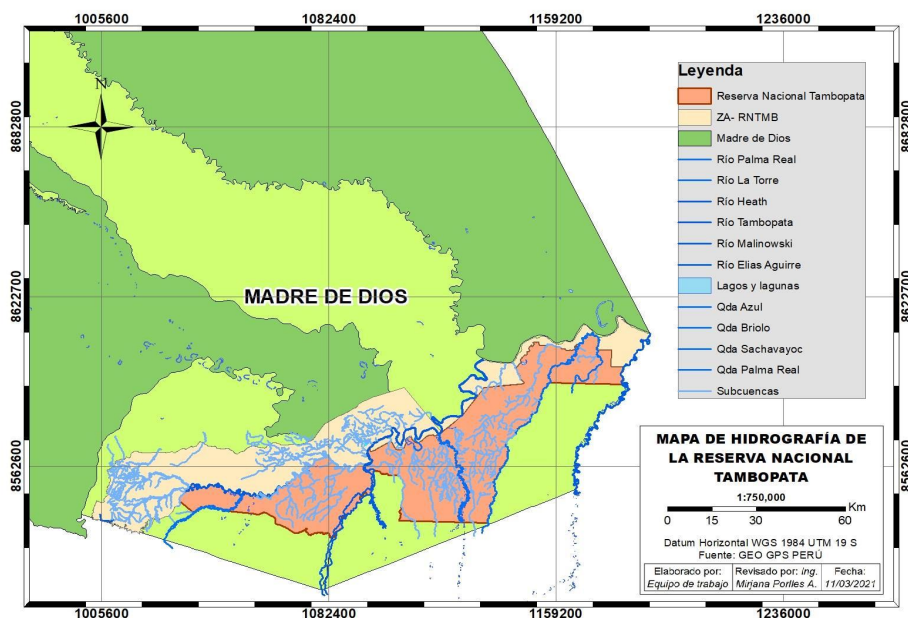 1005600 1082400 1159200 1236000
8682800
8622700
8562600
N
MADRE DE DIOS
Leyenda
Reserva Nacional Tambopata
ZA- RNTMB
Madre de Dios
Río Palma Real
Río La Torre
Río Heath
Río Tambopata
Río Malinowski
Río Elias Aguirre
Lagos y lagunas
Qda Azul
Qda Briolo
Qda Sachavayoc
Qda Palma Real
Subcuencas
8682800
8622700
8562600
MAPA DE HIDROGRAFÍA DE
LA RESERVA NACIONAL
TAMBOPATA
1:750,000
Km
0 15 30 60
Datum Horizontal WGS 1984 UTM 19 S
Fuente: GEO GPS PERÚ
Elaborado por: Revisado por: Ing. Fecha:
Equipo de trabajo Mirjana Porlles A. 11/03/2021
1005600 1082400 1159200 1236000